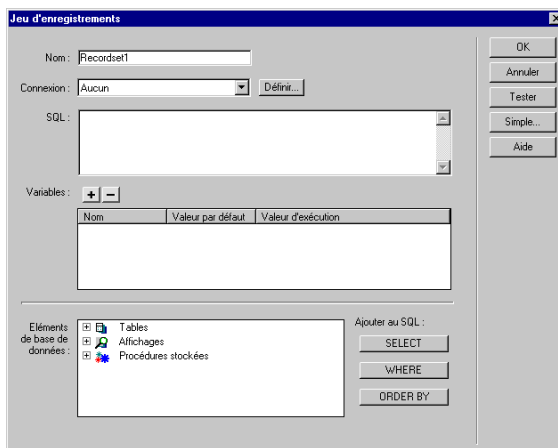 Jeu d'enregistrements
Nom : Recordset1
Connexion : Aucun Définir...
SQL :
Variables : + −
Nom Valeur par défaut Valeur d'exécution
Eléments de base de données :
Tables
Affichages
Procédures stockées
Ajouter au SQL :
SELECT
WHERE
ORDER BY
OK
Annuler
Tester
Simple...
Aide